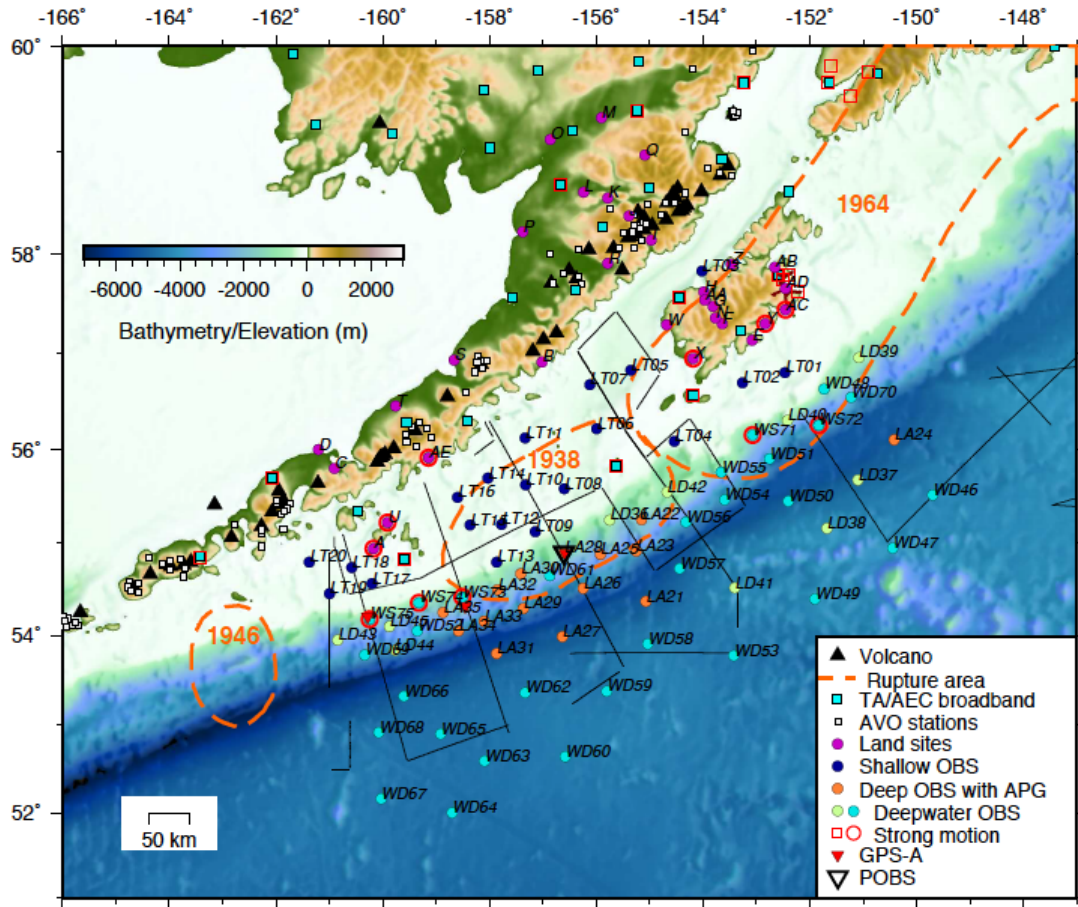 -166° -164° -162° -160° -158° -156° -154° -152° -150° -148°
60°
58°
56°
54°
52°
M
O
Q
L
K
P
1964
-6000 -4000 -2000 0 2000
Bathymetry/Elevation (m)
LT03
AB
AD
AA
AC
W
Y
E
X
S
B
LT05
LT07
LT01
LT02
LD39
WD48
WD70
T
D
C
AE
LT11
LT06
LT04
LD40
WS72
WS71
LA24
1938
WD51
WD55
LT14
LT10
LT08
LT16
LD42
WD54
WD50
LD37
WD46
U
LT12
LT09
LD36
LA22
WD56
LD38
A
LT20
LT18
LT13
LA28
LA25
LA23
WD47
LT17
LT19
LA30
WD61
WD57
LA32
LA26
LD41
WD49
WS74
WS73
LA21
WS75
LA35
LA33
LA29
1946
LD43
LD45
WD52
LA34
LA27
WD58
WD69
LD44
LA31
WD53
WD66
WD62
WD59
WD68
WD65
WD63
WD60
WD67
WD64
50 km
Volcano
Rupture area
TA/AEC broadband
AVO stations
Land sites
Shallow OBS
Deep OBS with APG
Deepwater OBS
Strong motion
GPS-A
POBS